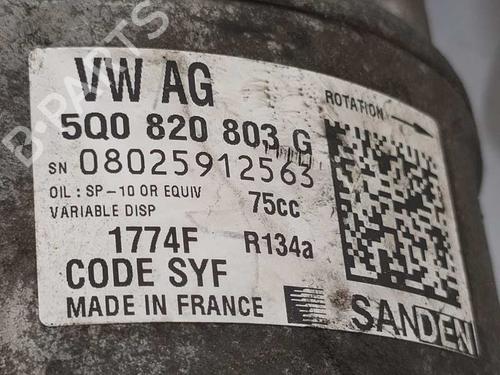 VW AG
ROTATION
5Q0 820 803 G
SN 08025912563
OIL : SP-10 OR EQUIV 75cc
VARIABLE DISP
1774F R134a
CODE SYF
MADE IN FRANCE SANDEN
B-PARTS